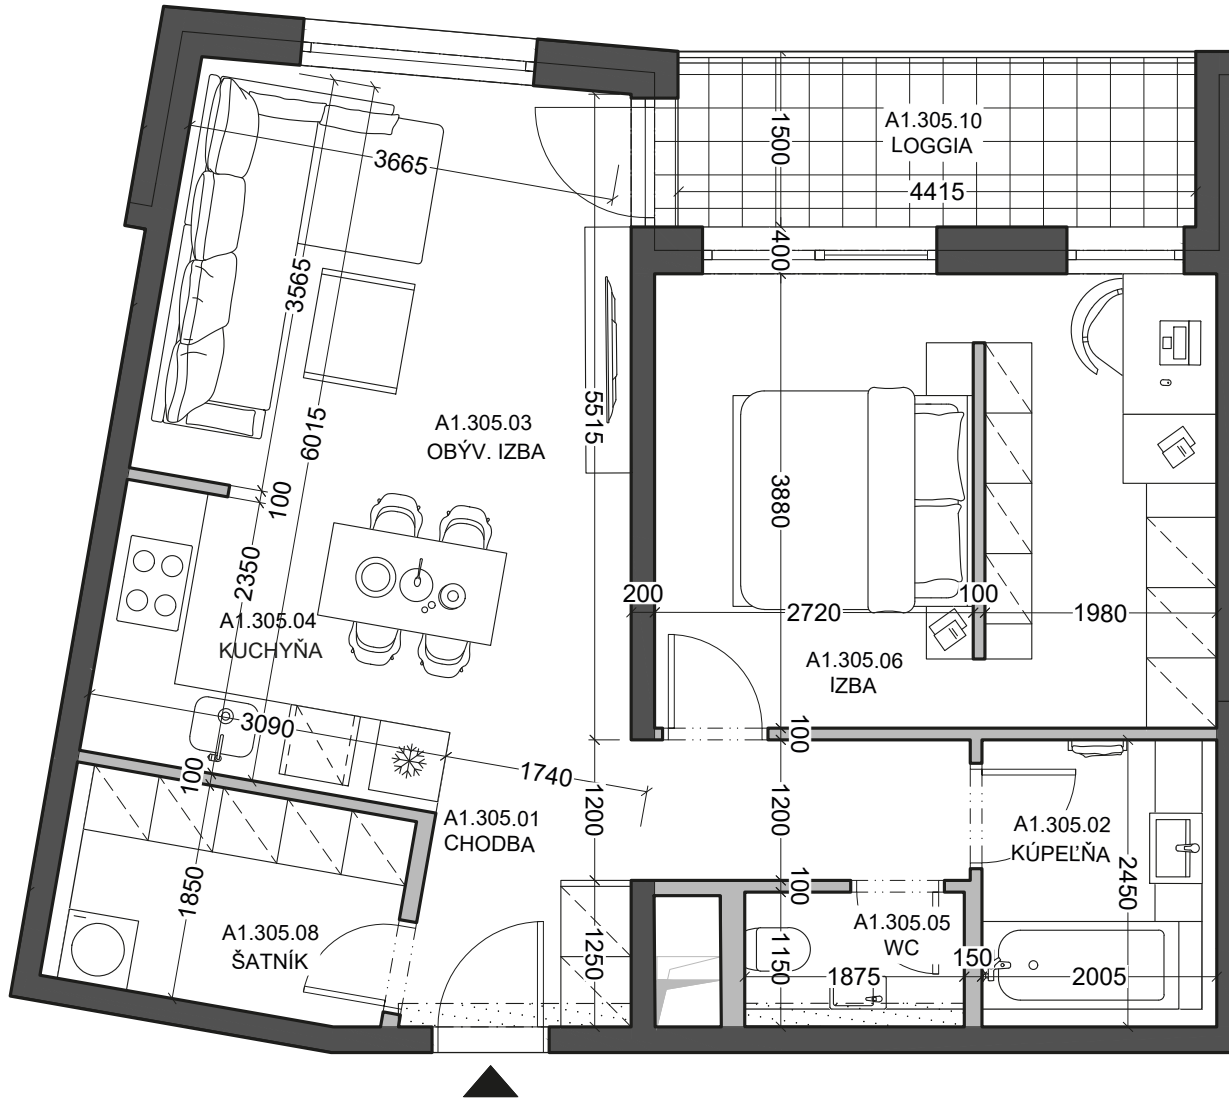 A1.305.10
LOGGIA
4415
1500
400
3665
3565
6015
5515
A1.305.03
OBÝV. IZBA
100
2350
3880
200
2720
100
1980
A1.305.04
KUCHYŇA
A1.305.06
IZBA
3090
100
1740
100
1200
1200
A1.305.01
CHODBA
A1.305.02
KÚPEĽŇA
2450
1850
100
A1.305.08
ŠATNÍK
1250
1150
A1.305.05
WC
150
1875
2005